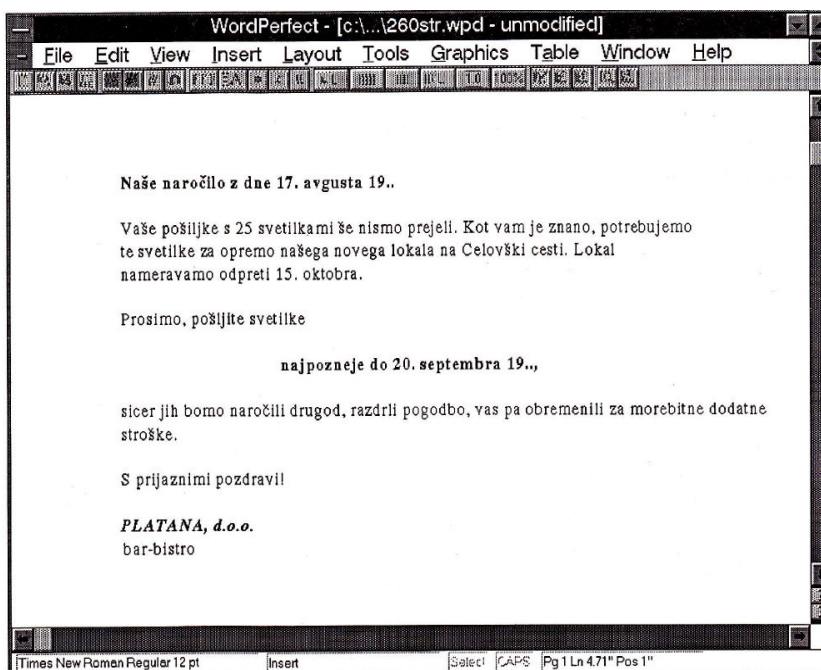 WordPerfect - [c:\...\260str.wpd - unmodified]
File Edit View Insert Layout Tools Graphics Table Window Help
100%
Naše naročilo z dne 17. avgusta 19..
Vaše pošiljke s 25 svetilkami še nismo prejeli. Kot vam je znano, potrebujemo
te svetilke za opremo našega novega lokala na Celovški cesti. Lokal
nameravamo odpreti 15. oktobra.
Prosimo, pošljite svetilke
najpozneje do 20. septembra 19..,
sicer jih bomo naročili drugod, razdrli pogodbo, vas pa obremenili za morebitne dodatne
stroške.
S prijaznimi pozdravi!
PLATANA, d.o.o.
bar-bistro
Times New Roman Regular 12 pt Insert Select CAPS Pg 1 Ln 4.71" Pos 1"